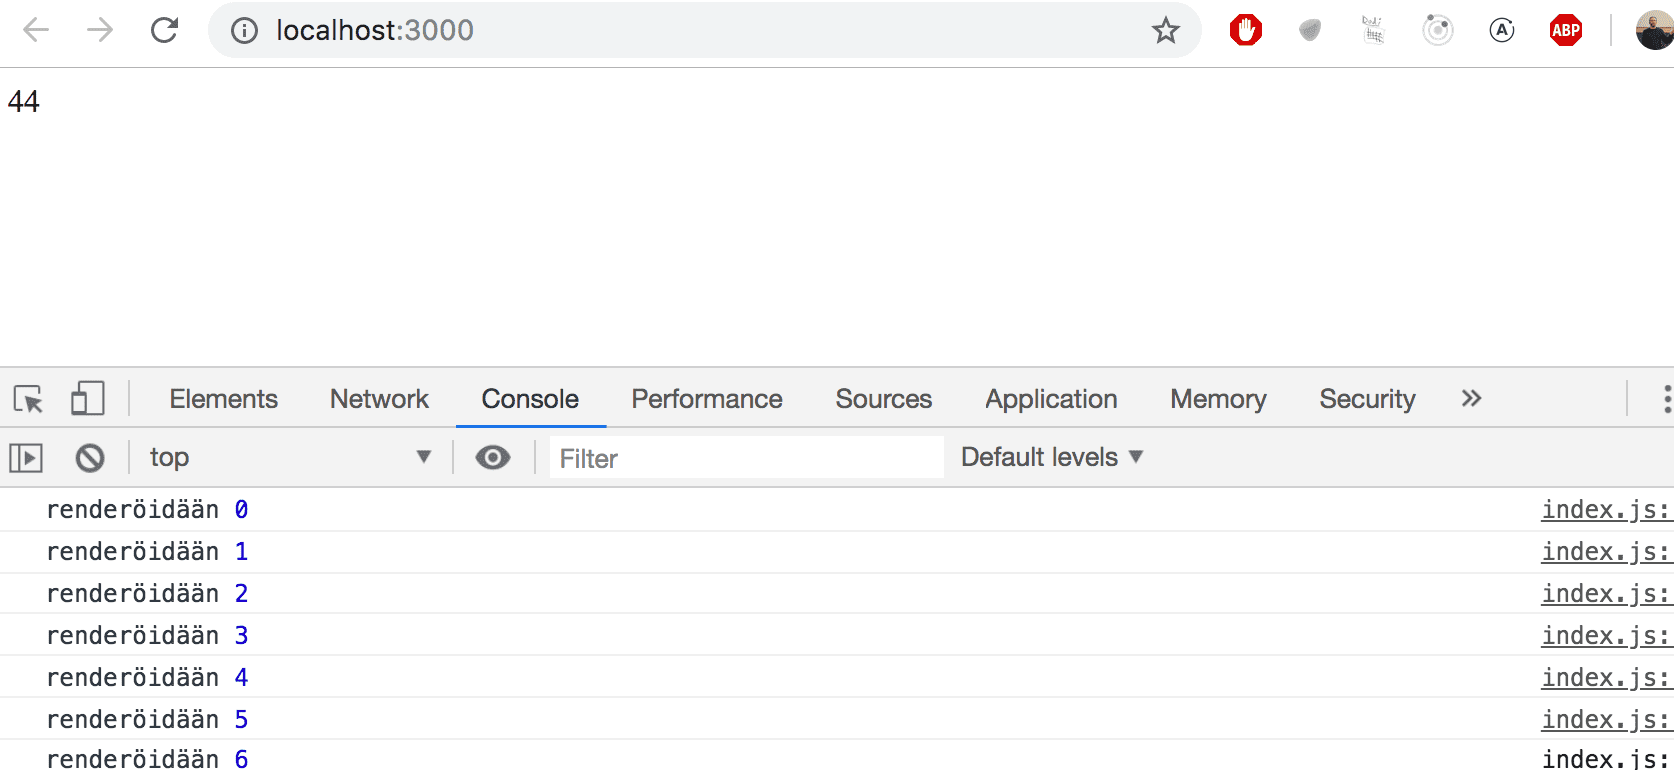 localhost:3000
A
ABP
44
Elements Network Console Performance Sources Application Memory Security »
top ▼ Filter Default levels ▼
renderöidään 0 index.js:
renderöidään 1 index.js:
renderöidään 2 index.js:
renderöidään 3 index.js:
renderöidään 4 index.js:
renderöidään 5 index.js:
renderöidään 6 index.js: